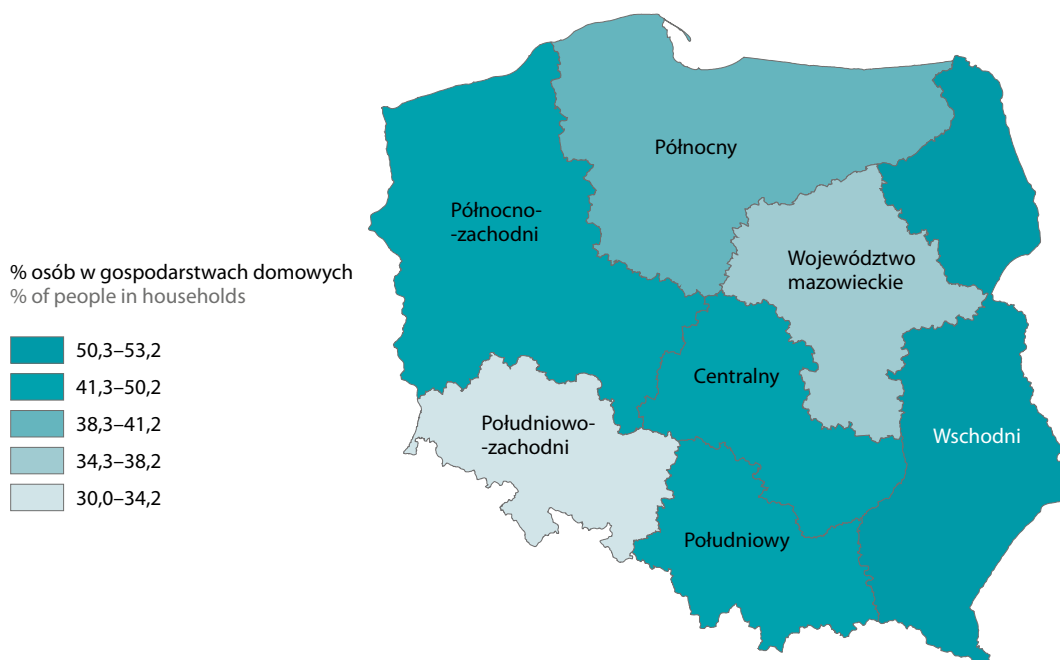 % osób w gospodarstwach domowych
% of people in households
50,3–53,2
41,3–50,2
38,3–41,2
34,3–38,2
30,0–34,2
Północny
Północno-
-zachodni
Województwo
mazowieckie
Centralny
Południowo-
-zachodni
Wschodni
Południowy